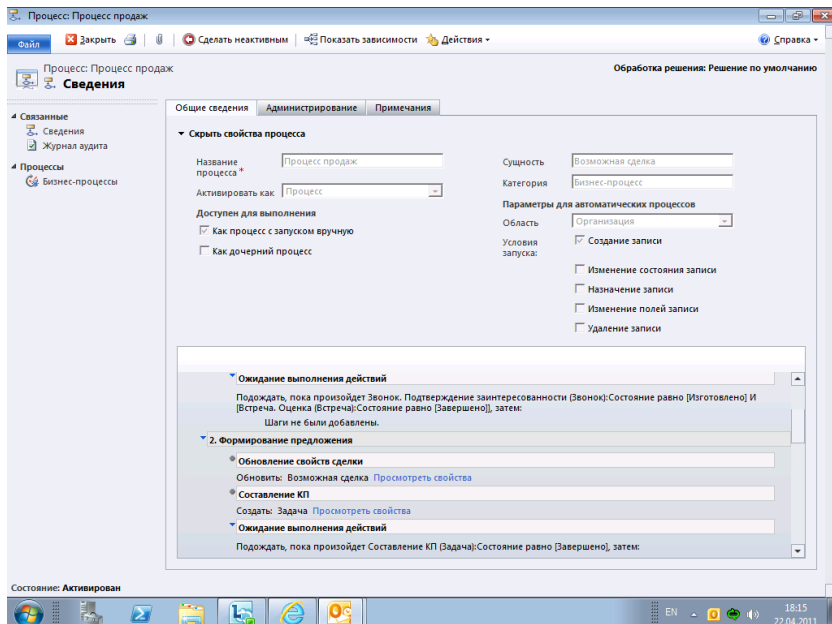 Процесс: Процесс продаж
Файл Закрыть Сделать неактивным Показать зависимости Действия Справка
Процесс: Процесс продаж
Сведения
Обработка решения: Решение по умолчанию
Связанные
Сведения
Журнал аудита
Процессы
Бизнес-процессы
Общие сведения Администрирование Примечания
Скрыть свойства процесса
Название процесса * Процесс продаж
Активировать как Процесс
Доступен для выполнения
Как процесс с запуском вручную
Как дочерний процесс
Сущность Возможная сделка
Категория Бизнес-процесс
Параметры для автоматических процессов
Область Организация
Условия запуска: Создание записи
Изменение состояния записи
Назначение записи
Изменение полей записи
Удаление записи
Ожидание выполнения действий
Подождать, пока произойдет Звонок. Подтверждение заинтересованности (Звонок):Состояние равно [Изготовлено] И
[Встреча. Оценка (Встреча):Состояние равно [Завершено]], затем:
Шаги не были добавлены.
2. Формирование предложения
Обновление свойств сделки
Обновить: Возможная сделка Просмотреть свойства
Составление КП
Создать: Задача Просмотреть свойства
Ожидание выполнения действий
Подождать, пока произойдет Составление КП (Задача):Состояние равно [Завершено], затем:
Состояние: Активирован
EN 18:15
22.04.2011